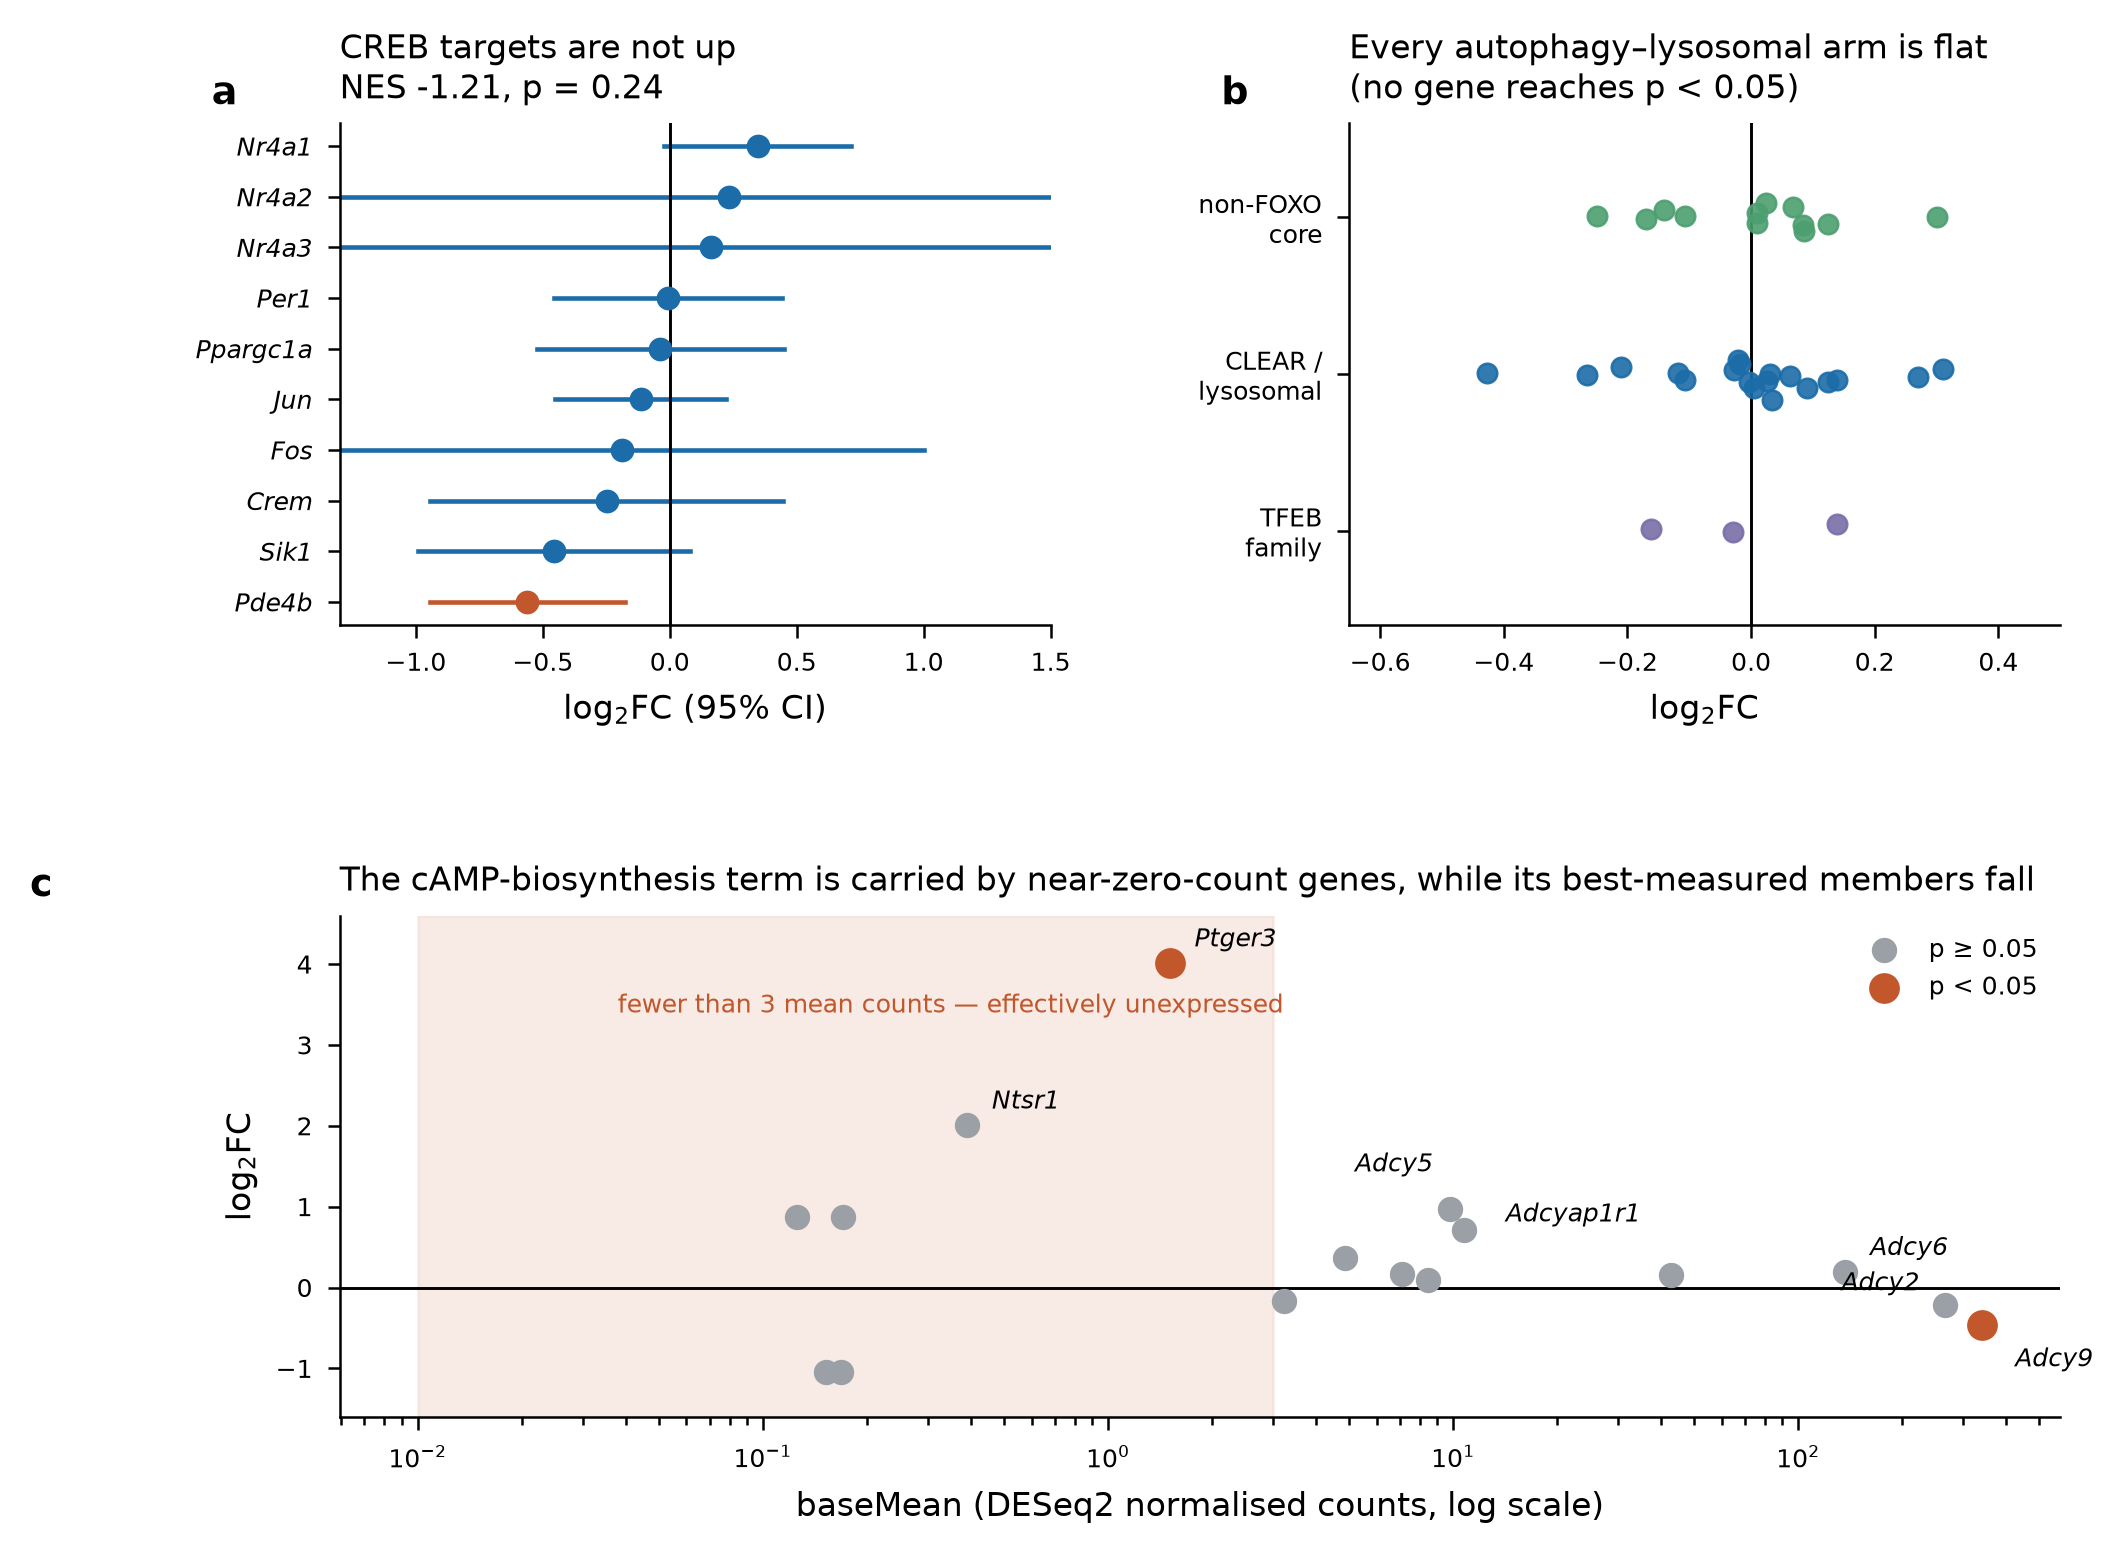 a
CREB targets are not up
NES -1.21, p = 0.24
Nr4a1
Nr4a2
Nr4a3
Per1
Ppargc1a
Jun
Fos
Crem
Sik1
Pde4b
−1.0 −0.5 0.0 0.5 1.0 1.5
log₂FC (95% CI)
b
Every autophagy–lysosomal arm is flat
(no gene reaches p < 0.05)
non-FOXO
core
CLEAR /
lysosomal
TFEB
family
−0.6 −0.4 −0.2 0.0 0.2 0.4
log₂FC
c
The cAMP-biosynthesis term is carried by near-zero-count genes, while its best-measured members fall
Ptger3
fewer than 3 mean counts — effectively unexpressed
Ntsr1
Adcy5
Adcyap1r1
Adcy6
Adcy2
Adcy9
p ≥ 0.05
p < 0.05
4
3
2
1
0
−1
log₂FC
10⁻² 10⁻¹ 10⁰ 10¹ 10²
baseMean (DESeq2 normalised counts, log scale)